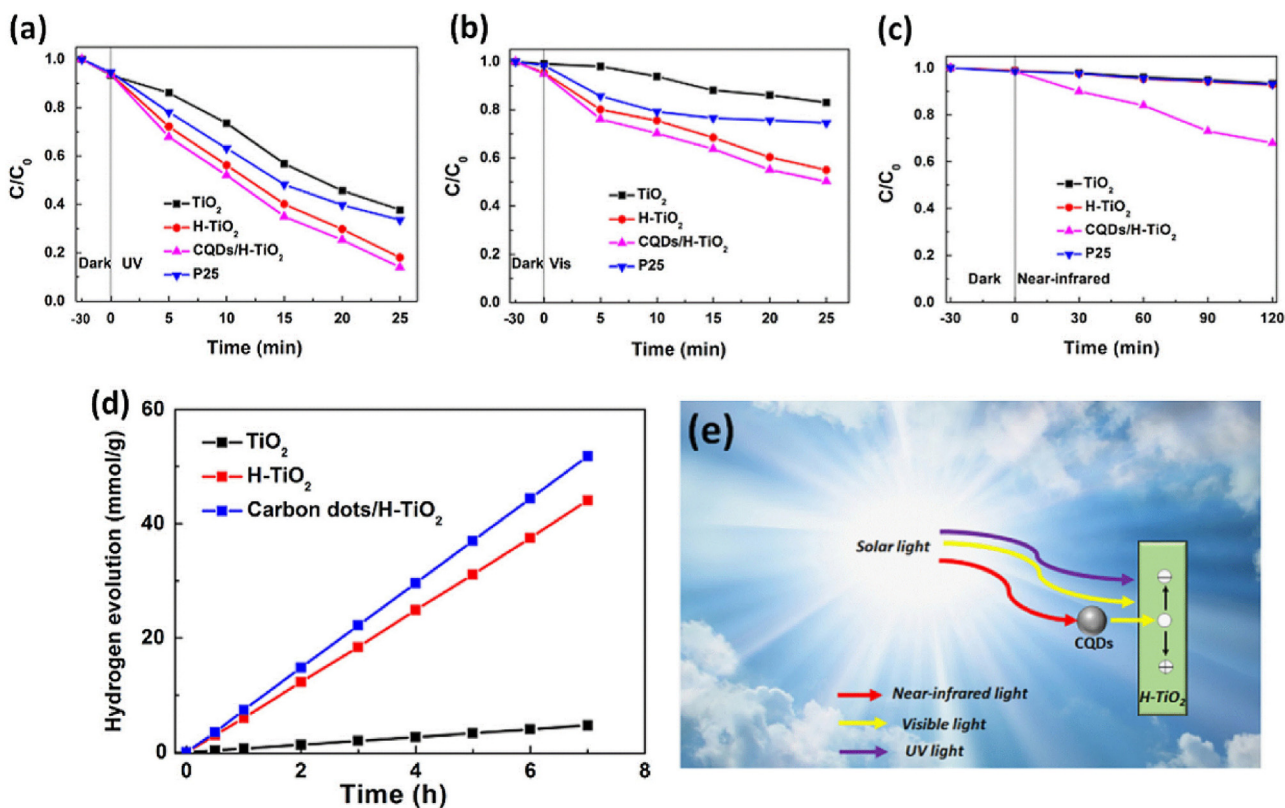 (a)
1.0
0.8
0.6
0.4
0.2
0.0
C/C₀
TiO₂
H-TiO₂
CQDs/H-TiO₂
P25
Dark UV
-30 0 5 10 15 20 25
Time (min)
(b)
1.0
0.8
0.6
0.4
0.2
0.0
C/C₀
TiO₂
H-TiO₂
CQDs/H-TiO₂
P25
Dark Vis
-30 0 5 10 15 20 25
Time (min)
(c)
1.0
0.8
0.6
0.4
0.2
0.0
C/C₀
TiO₂
H-TiO₂
CQDs/H-TiO₂
P25
Dark Near-infrared
-30 0 30 60 90 120
Time (min)
(d)
60
40
20
0
Hydrogen evolution (mmol/g)
TiO₂
H-TiO₂
Carbon dots/H-TiO₂
0 2 4 6 8
Time (h)
(e)
Solar light
CQDs
H-TiO₂
Near-infrared light
Visible light
UV light